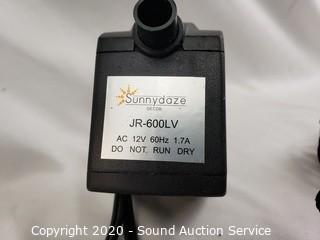 Sunnydaze
DECOR
JR-600LV
AC 12V 60Hz 1.7A
DO NOT RUN DRY
Copyright 2020 - Sound Auction Service